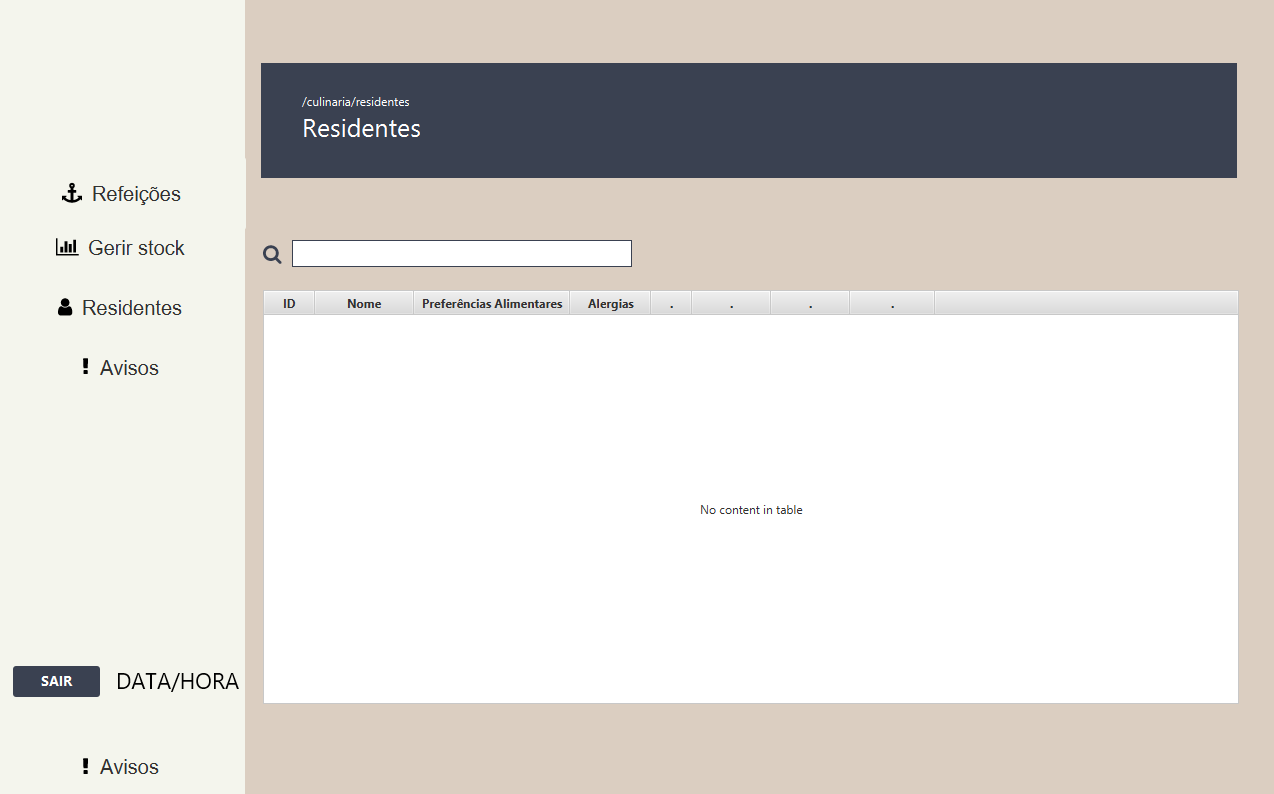 /culinaria/residentes
Residentes
Refeições
Gerir stock
Residentes
Avisos
ID Nome Preferências Alimentares Alergias . . . .
No content in table
SAIR DATA/HORA
Avisos